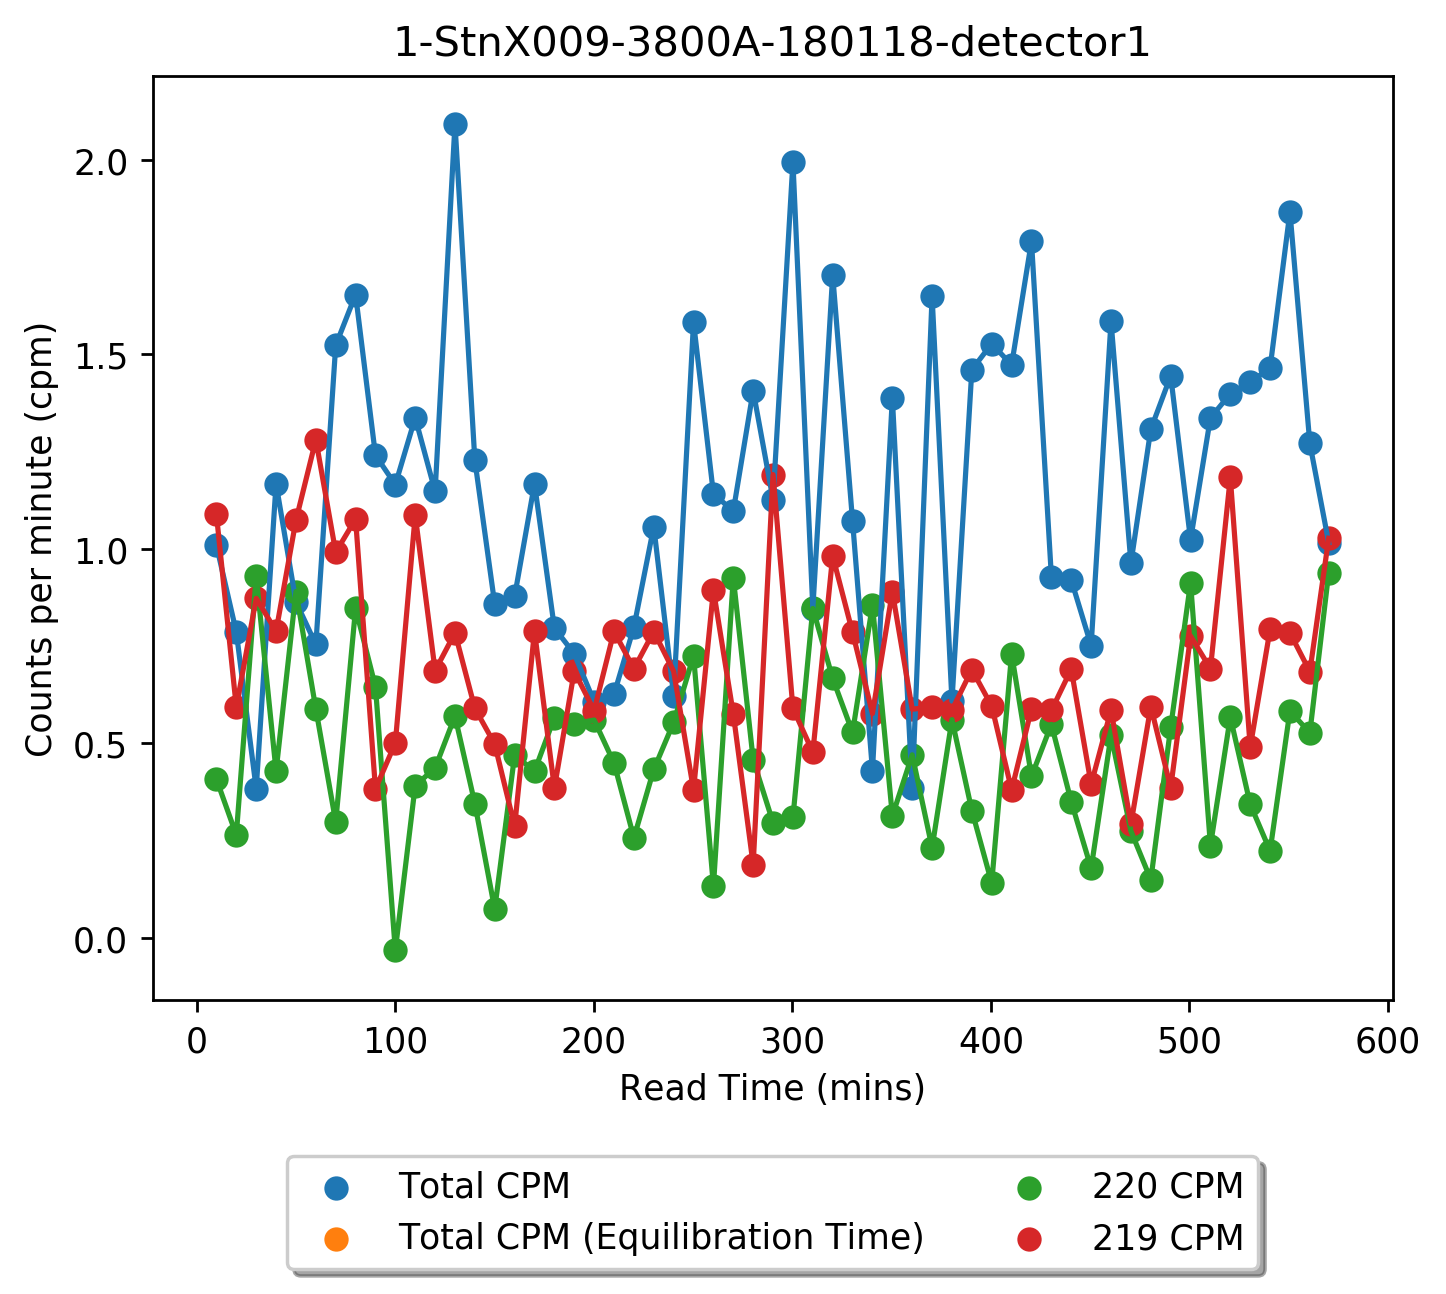 1-StnX009-3800A-180118-detector1
Counts per minute (cpm)
2.0
1.5
1.0
0.5
0.0
0 100 200 300 400 500 600
Read Time (mins)
Total CPM
Total CPM (Equilibration Time)
220 CPM
219 CPM